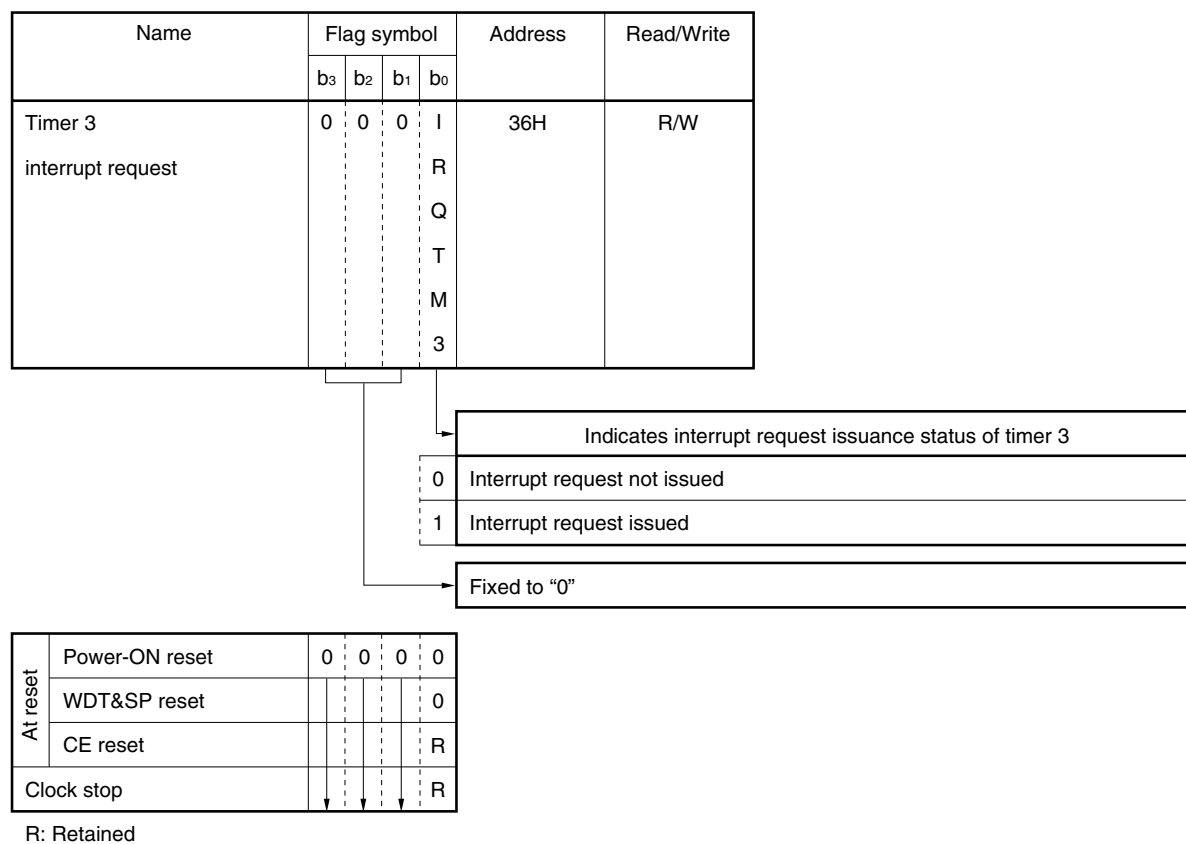 Name Flag symbol Address Read/Write
b3 b2 b1 b0
Timer 3 0 0 0 I 36H R/W
interrupt request R
Q
T
M
3
Indicates interrupt request issuance status of timer 3
0 Interrupt request not issued
1 Interrupt request issued
Fixed to “0”
At reset
Power-ON reset 0 0 0 0
WDT&SP reset 0
CE reset R
Clock stop R
R: Retained